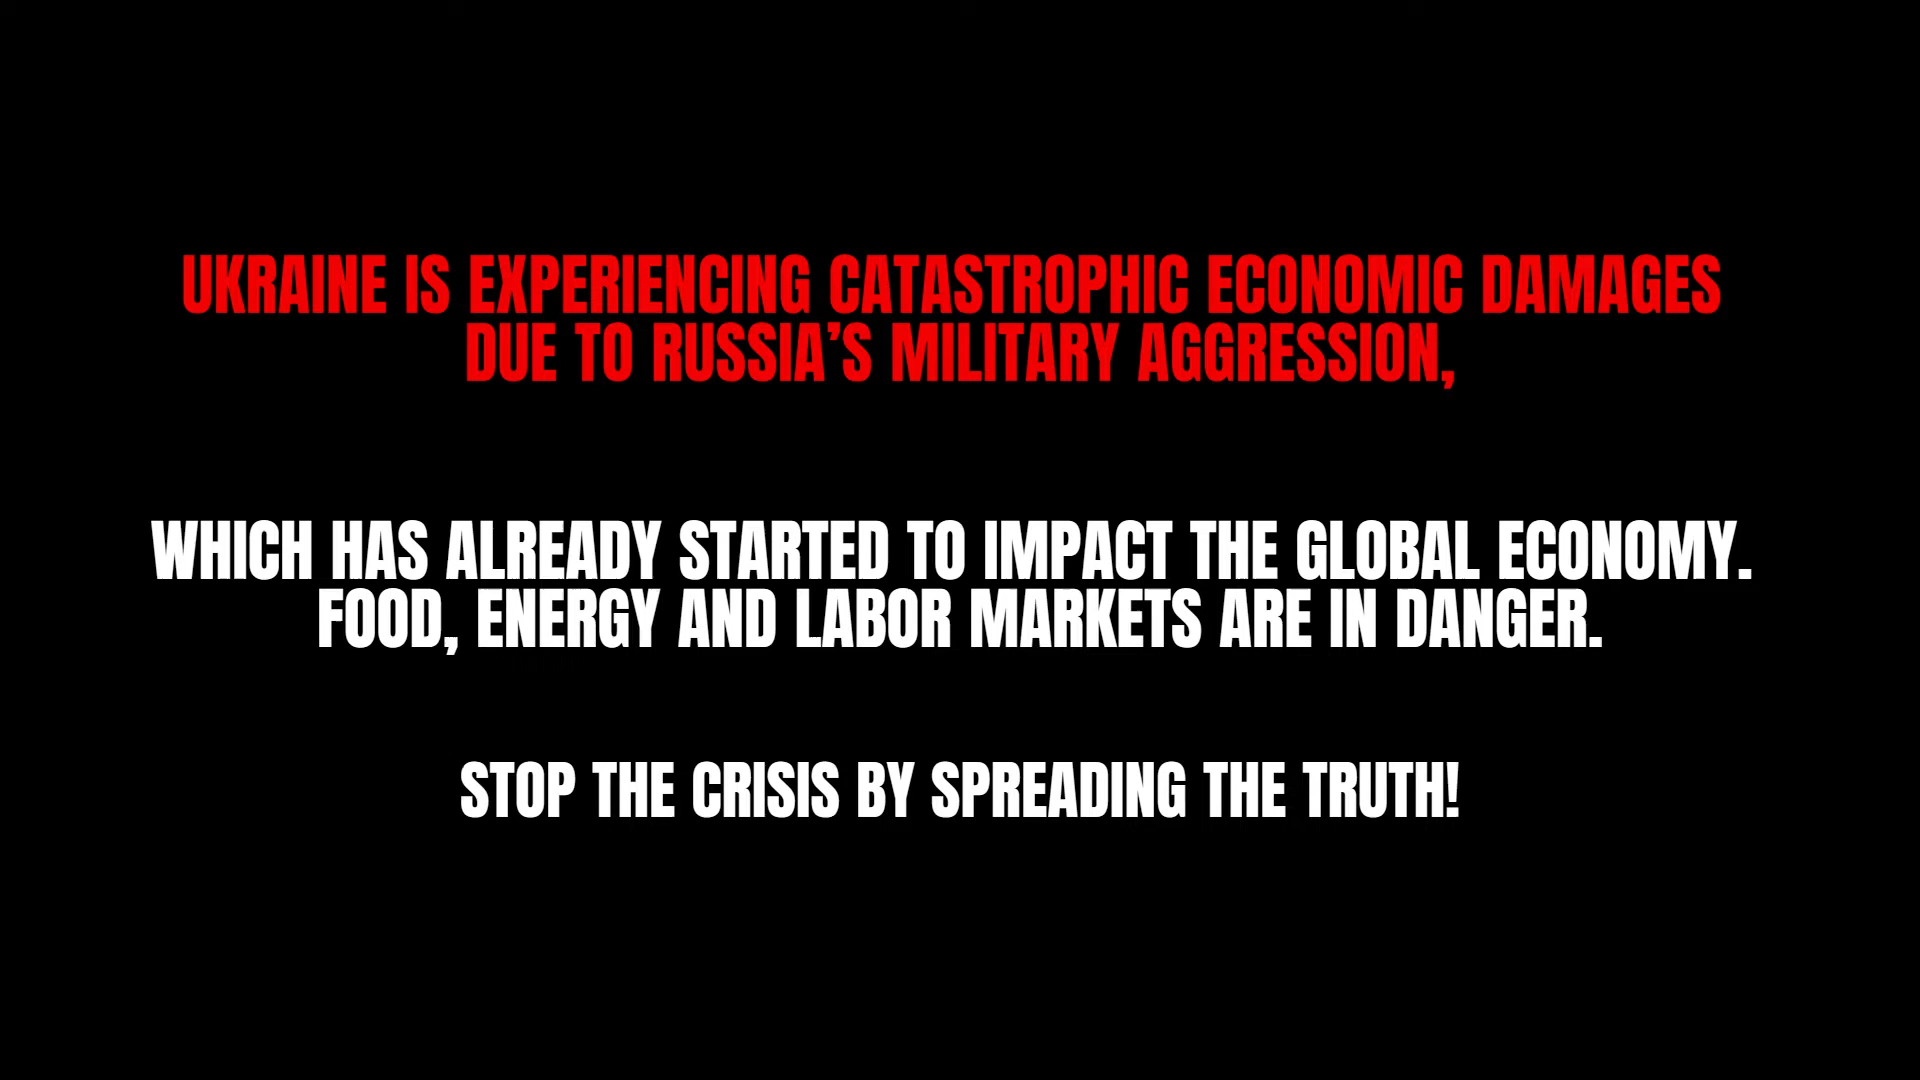 UKRAINE IS EXPERIENCING CATASTROPHIC ECONOMIC DAMAGES
DUE TO RUSSIA’S MILITARY AGGRESSION,
WHICH HAS ALREADY STARTED TO IMPACT THE GLOBAL ECONOMY.
FOOD, ENERGY AND LABOR MARKETS ARE IN DANGER.
STOP THE CRISIS BY SPREADING THE TRUTH!